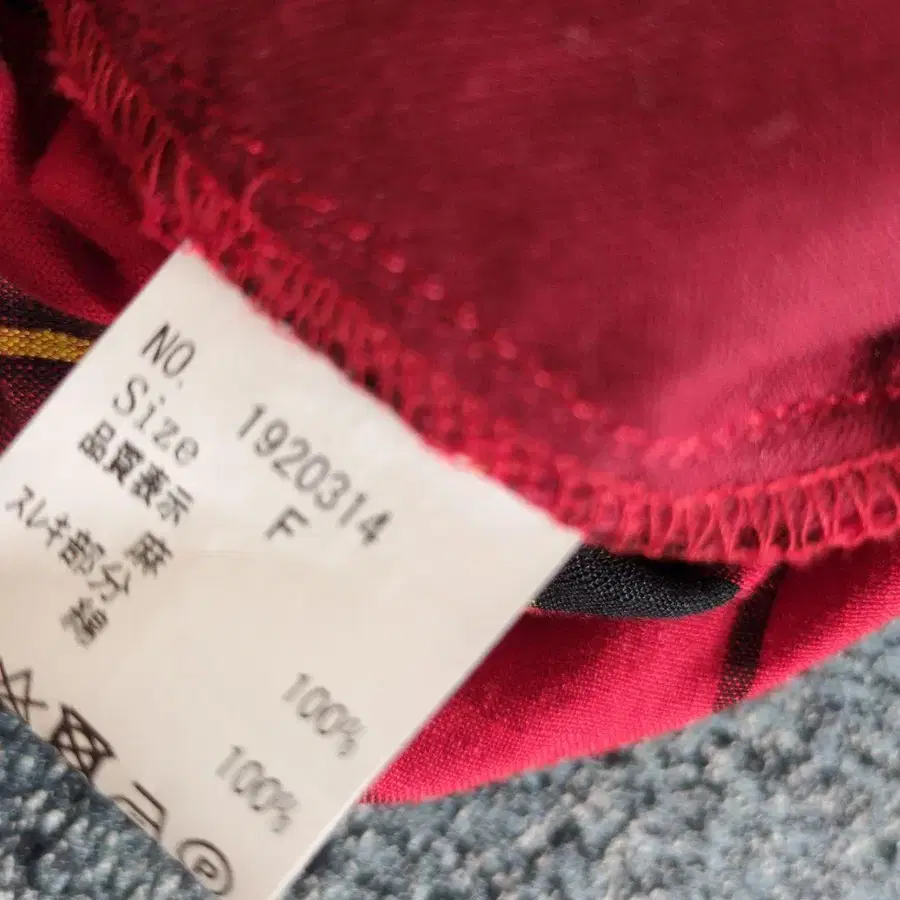 NO. 1920314
Size F
品質表示
麻 100%
スレキ部分
綿 100%
P